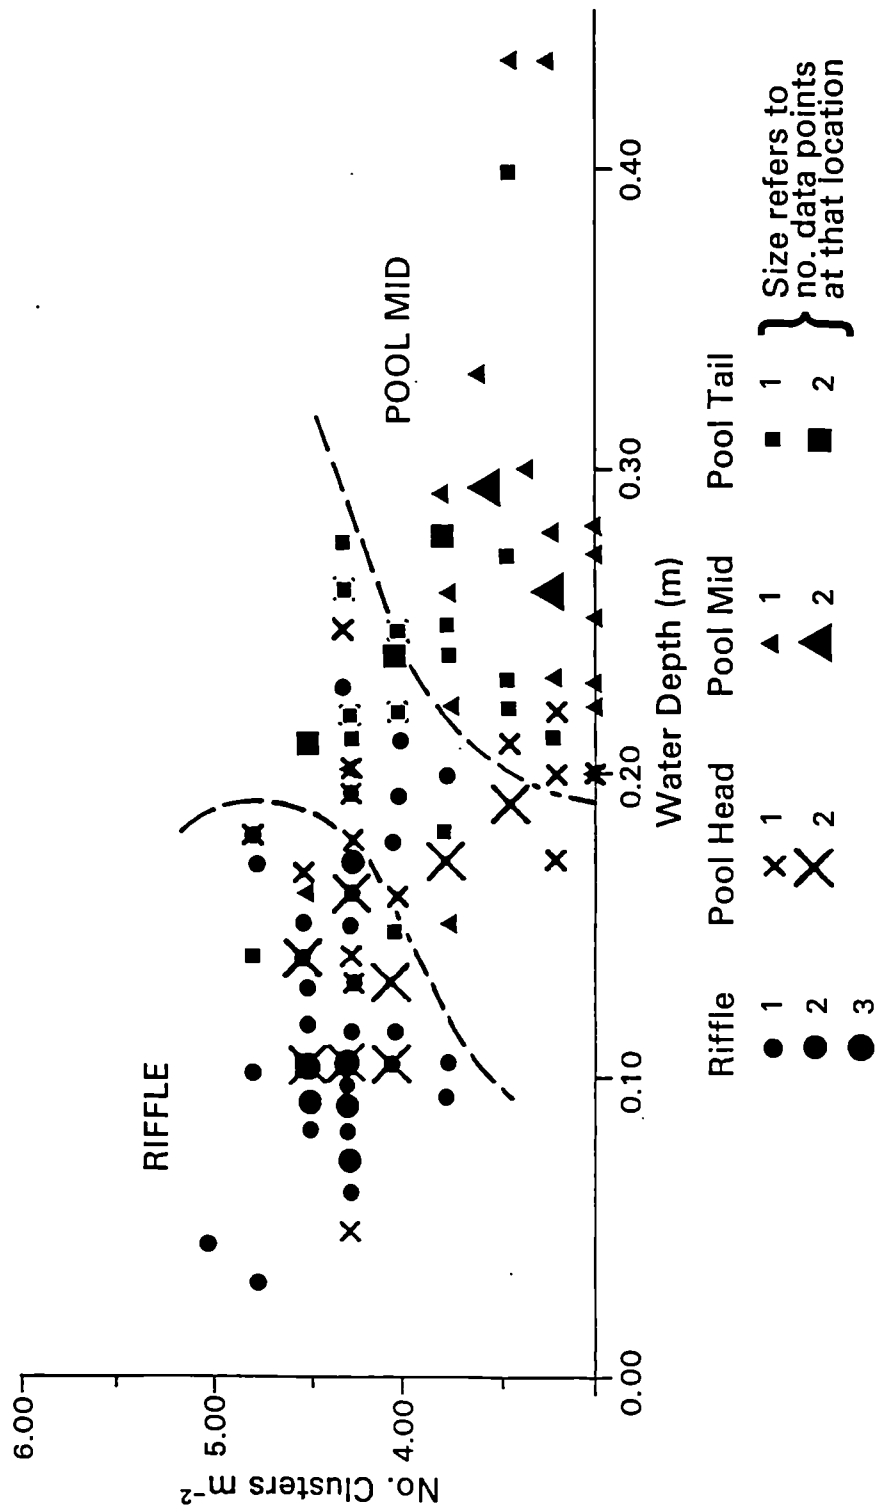 No. Clusters m⁻²
6.00
5.00
4.00
RIFFLE
POOL MID
0.00
0.10
0.20
0.30
0.40
Water Depth (m)
Riffle
1
2
3
Pool Head
1
2
Pool Mid
1
2
Pool Tail
1
2
Size refers to
no. data points
at that location